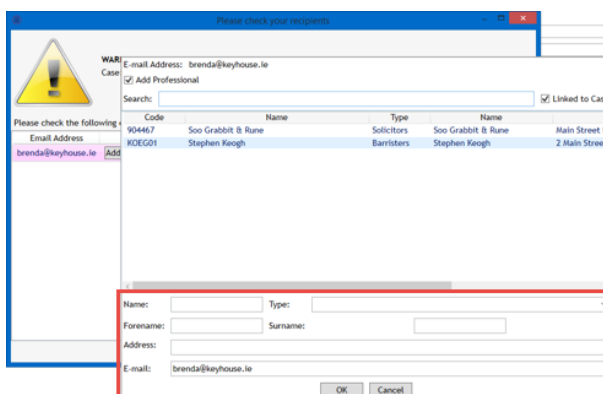 Please check your recipients
WAR
Case
E-mail Address: brenda@keyhouse.ie
Add Professional
Search:
Linked to Cas
Please check the following
Email Address
brenda@keyhouse.ie Add
Code Name Type Name
904467 Soo Grabbit & Rune Solicitors Soo Grabbit & Rune Main Street
KOEG01 Stephen Keogh Barristers Stephen Keogh 2 Main Stree
Name: Type:
Forename: Surname:
Address:
E-mail: brenda@keyhouse.ie
OK Cancel